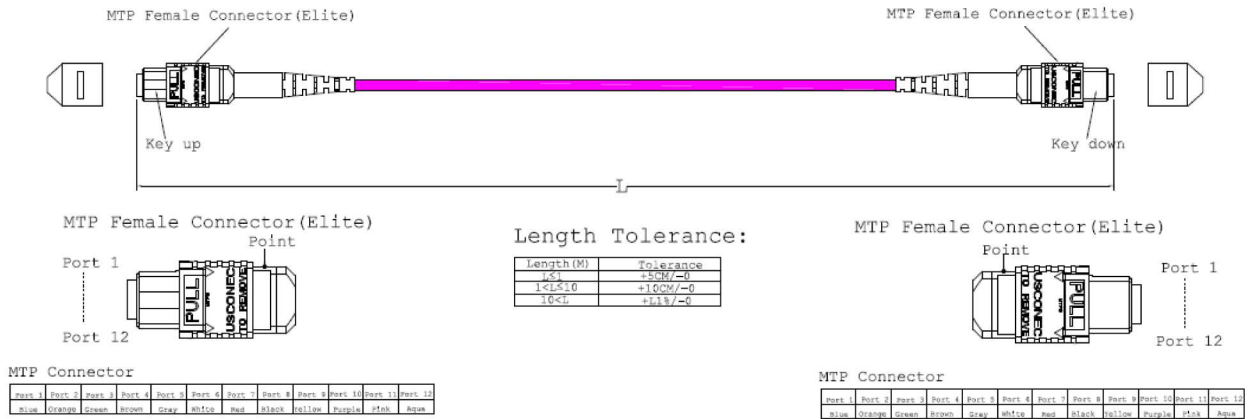 MTP Female Connector(Elite)
MTP Female Connector(Elite)
PULL
PULL
Key up
Key down
L
MTP Female Connector(Elite)
Point
Port 1
Port 12
PULL
USCONEC
TO REMOVE
Length Tolerance:
Length(M) Tolerance
L≤1 +5CM/-0
1<L≤10 +10CM/-0
10<L +L1%/-0
MTP Female Connector(Elite)
Point
Port 1
Port 12
TO REMOVE
USCONEC
PULL
MTP Connector
Port 1 Port 2 Port 3 Port 4 Port 5 Port 6 Port 7 Port 8 Port 9 Port 10 Port 11 Port 12
Blue Orange Green Brown Gray White Red Black Yellow Purple Pink Aqua
MTP Connector
Port 1 Port 2 Port 3 Port 4 Port 5 Port 6 Port 7 Port 8 Port 9 Port 10 Port 11 Port 12
Blue Orange Green Brown Gray White Red Black Yellow Purple Pink Aqua